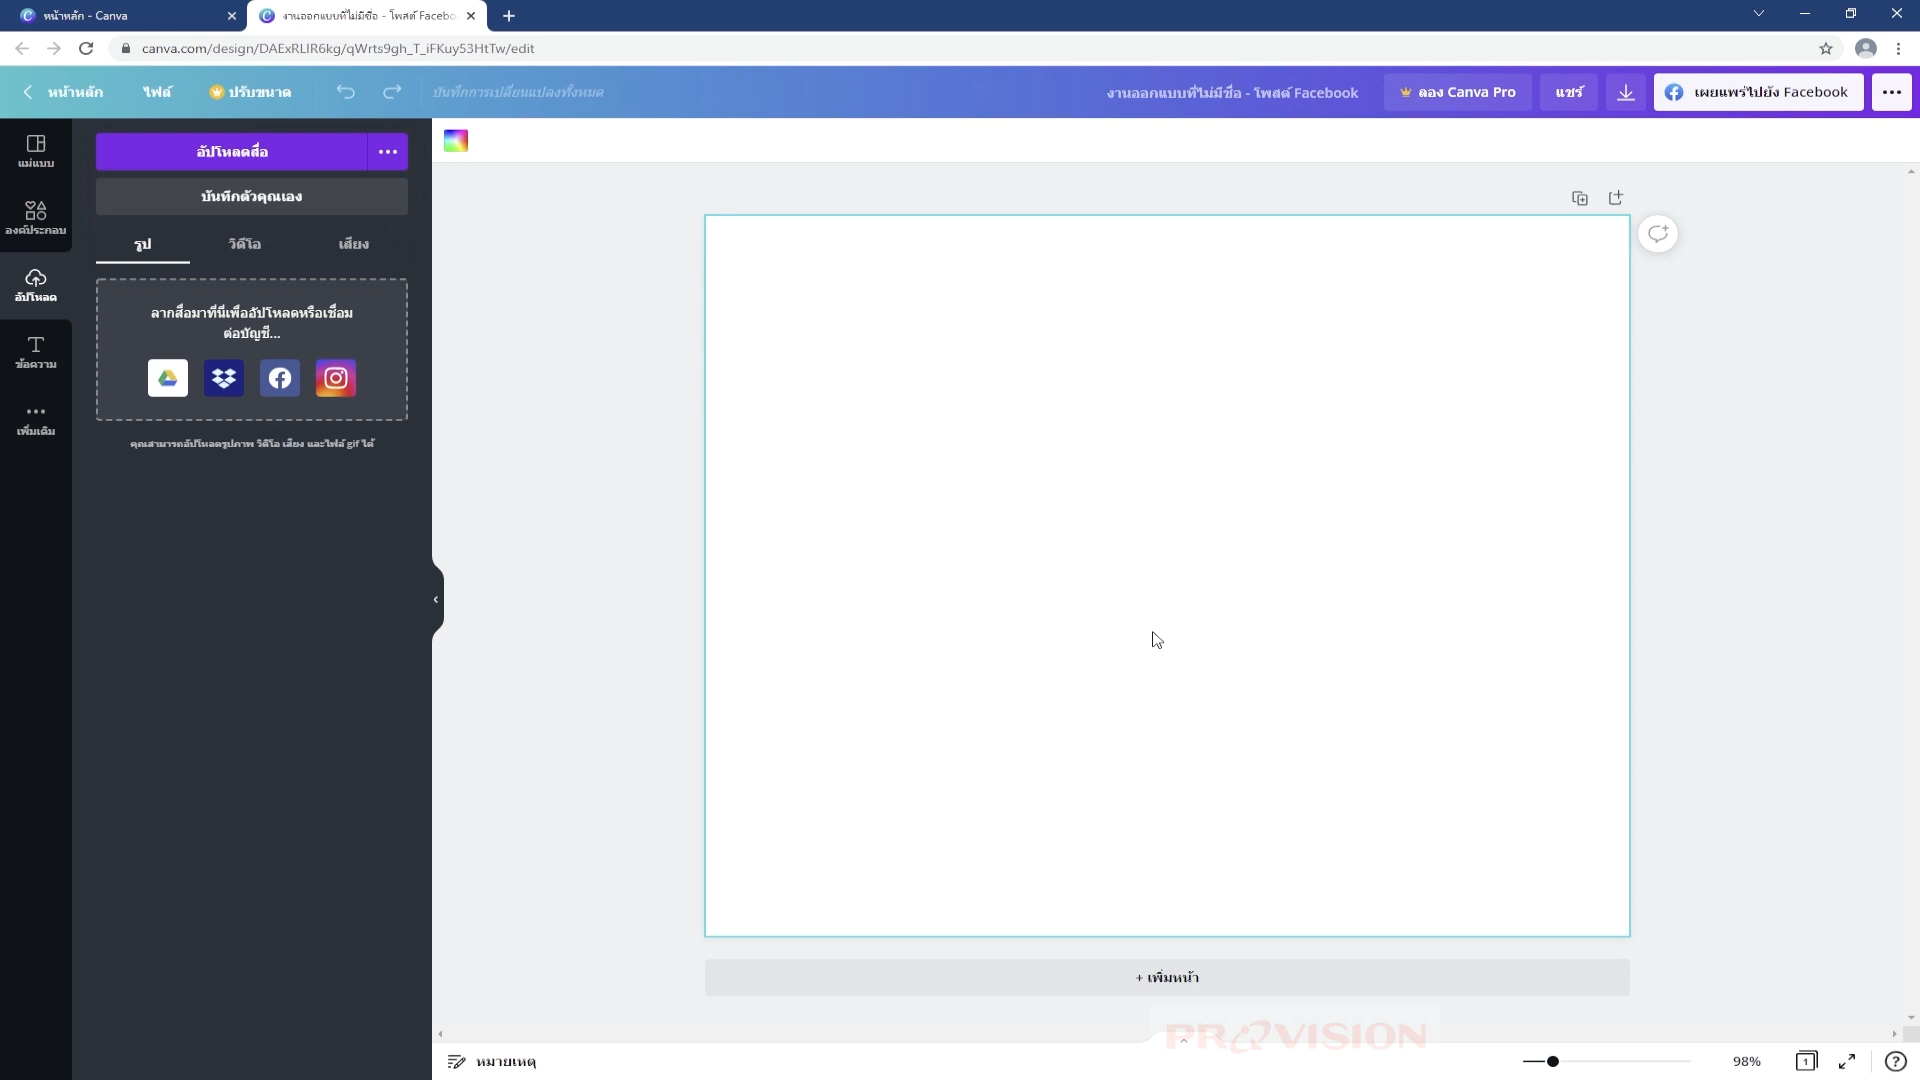 หน้าหลัก - Canva
งานออกแบบที่ไม่มีชื่อ - โพสต์ Facebo
canva.com/design/DAExRLIR6kg/qWrts9gh_T_iFKuy53HtTw/edit
หน้าหลัก
ไฟล์
ปรับขนาด
บันทึกการเปลี่ยนแปลงทั้งหมด
งานออกแบบที่ไม่มีชื่อ - โพสต์ Facebook
ลอง Canva Pro
แชร์
เผยแพร่ไปยัง Facebook
แม่แบบ
องค์ประกอบ
อัปโหลด
ข้อความ
เพิ่มเติม
อัปโหลดสื่อ
บันทึกตัวคุณเอง
รูป
วิดีโอ
เสียง
ลากสื่อมาที่นี่เพื่ออัปโหลดหรือเชื่อม
ต่อบัญชี...
คุณสามารถอัปโหลดรูปภาพ วิดีโอ เสียง และไฟล์ gif ได้
+ เพิ่มหน้า
PROVISION
หมายเหตุ
98%
1